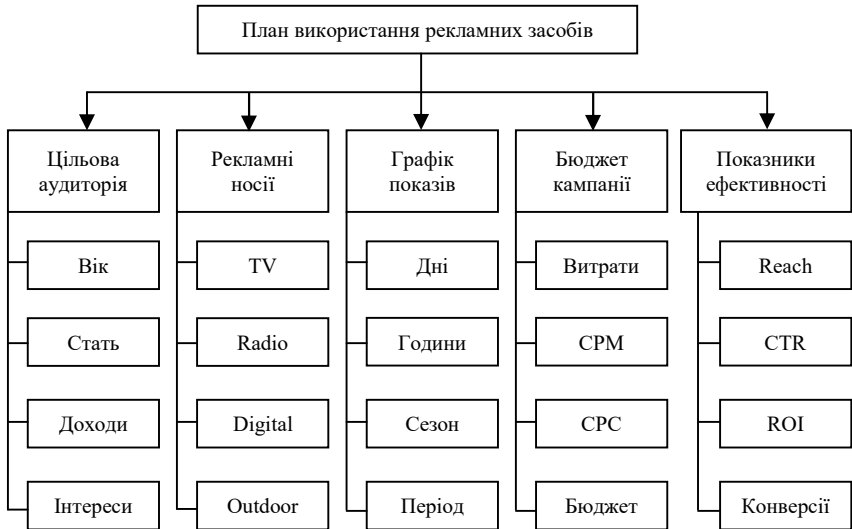 План використання рекламних засобів
Цільова
аудиторія
Рекламні
носії
Графік
показів
Бюджет
кампанії
Показники
ефективності
Вік
TV
Дні
Витрати
Reach
Стать
Radio
Години
CPM
CTR
Доходи
Digital
Сезон
CPC
ROI
Інтереси
Outdoor
Період
Бюджет
Конверсії